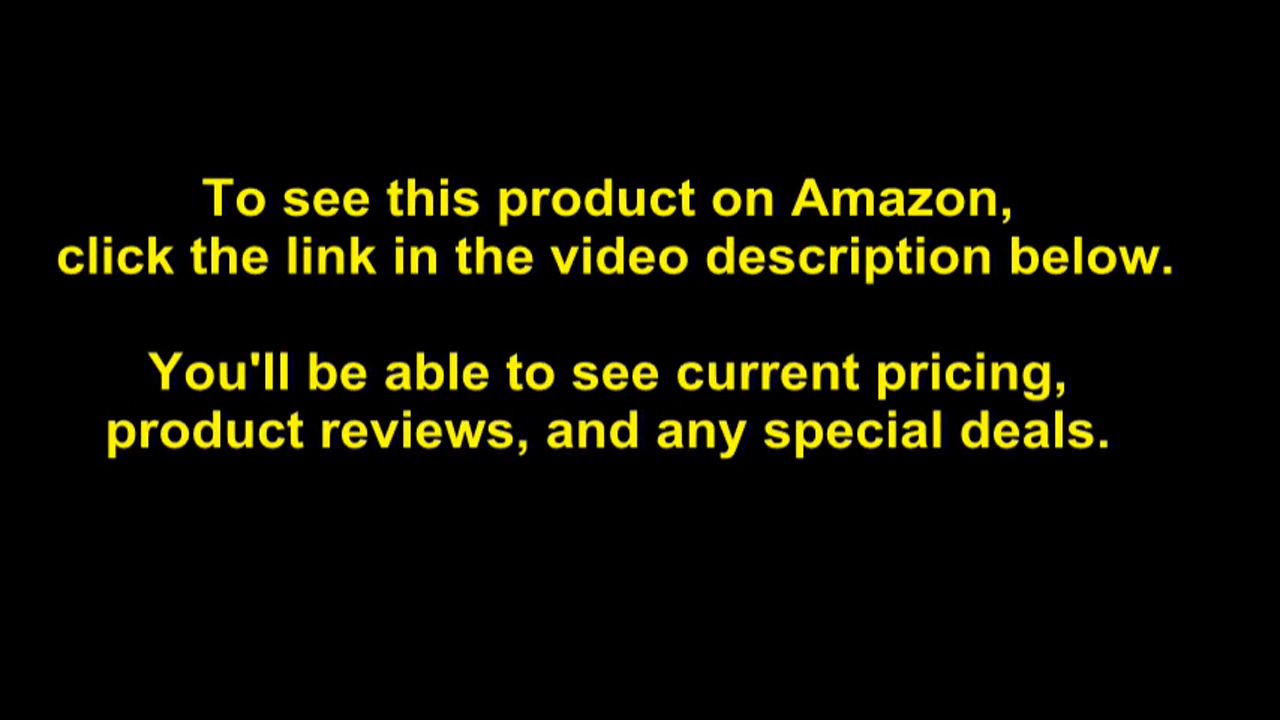 To see this product on Amazon,
click the link in the video description below.
You'll be able to see current pricing,
product reviews, and any special deals.